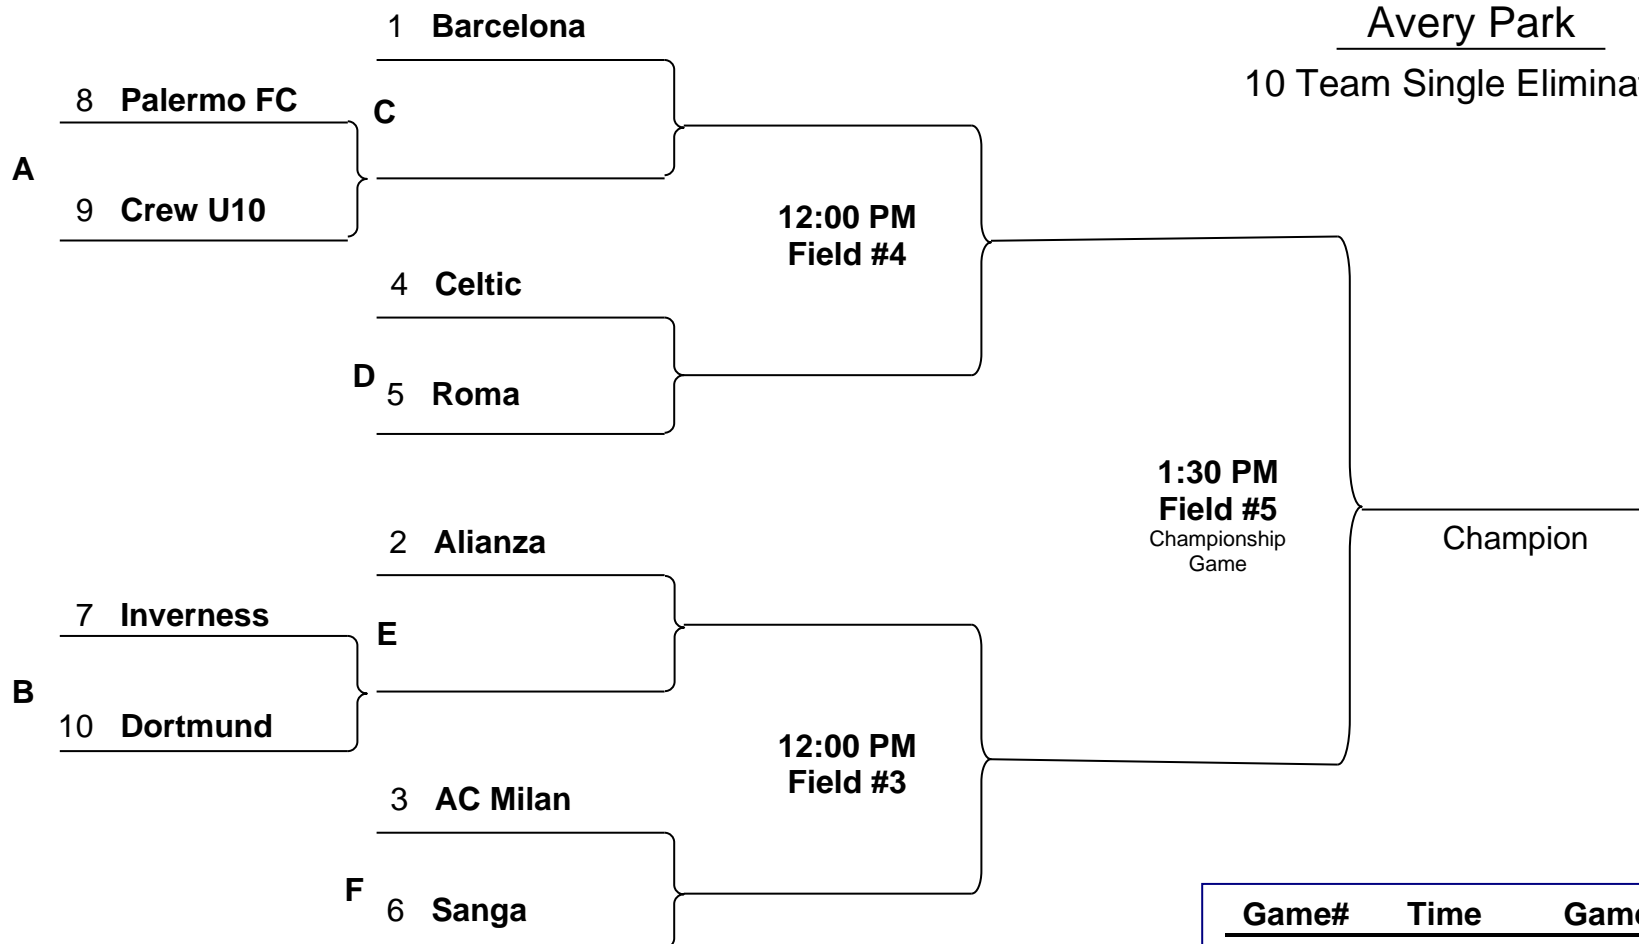 Avery Park
10 Team Single Eliminat
1 Barcelona
8 Palermo FC
C
A
9 Crew U10
12:00 PM
Field #4
4 Celtic
D
5 Roma
1:30 PM
Field #5
Championship
Game
Champion
2 Alianza
7 Inverness
E
B
10 Dortmund
12:00 PM
Field #3
3 AC Milan
F
6 Sanga
Game# Time Game